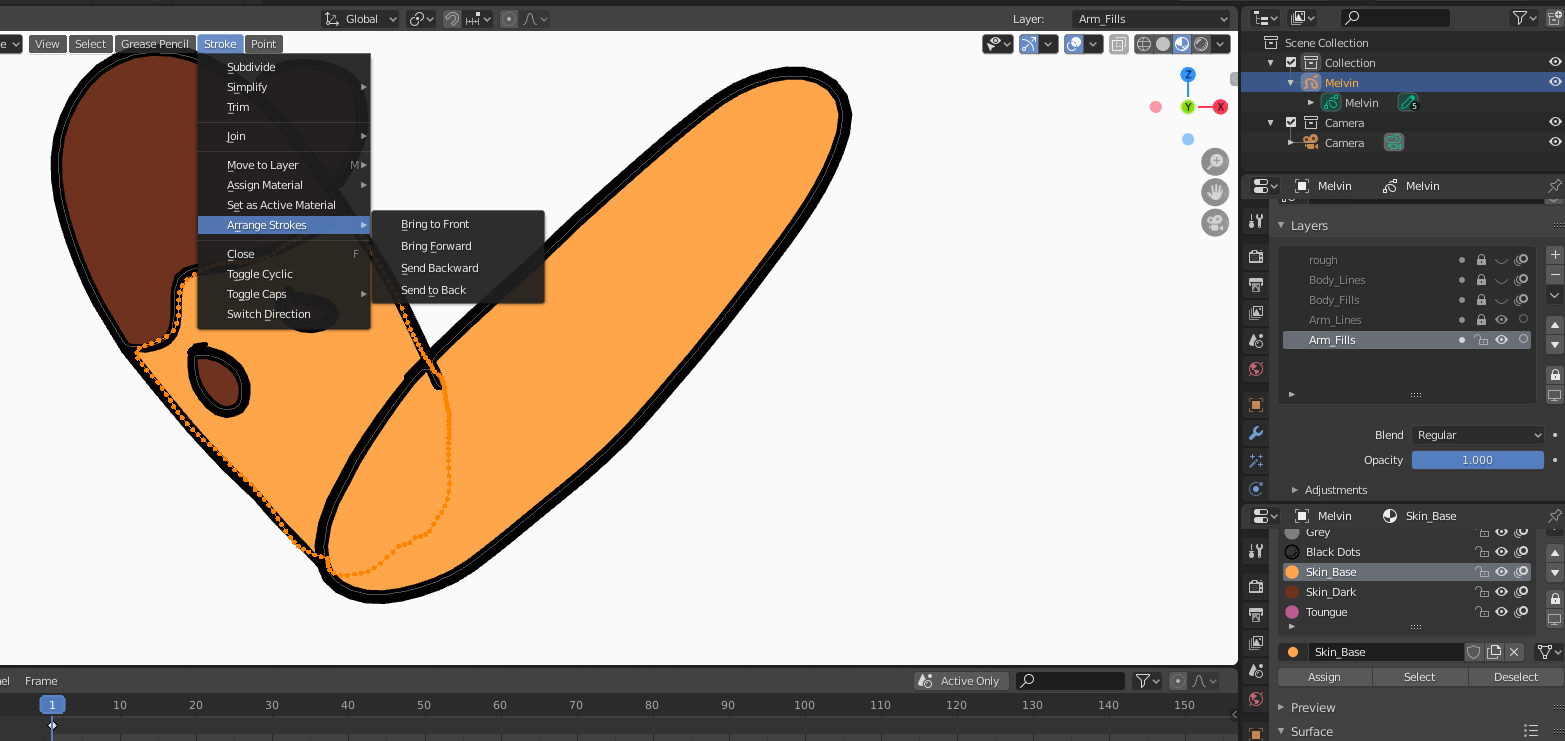 Global
Layer:
Arm_Fills
e
View
Select
Grease Pencil
Stroke
Point
Subdivide
Simplify
Trim
Join
Move to Layer
M
Assign Material
Set as Active Material
Arrange Strokes
Close
F
Toggle Cyclic
Toggle Caps
Switch Direction
Bring to Front
Bring Forward
Send Backward
Send to Back
Z
Y
X
Scene Collection
Collection
Melvin
Melvin
5
Camera
Camera
Melvin
Melvin
Layers
rough
Body_Lines
Body_Fills
Arm_Lines
Arm_Fills
Blend
Regular
Opacity
1.000
Adjustments
Melvin
Skin_Base
Grey
Black Dots
Skin_Base
Skin_Dark
Toungue
Skin_Base
Assign
Select
Deselect
Preview
Surface
el
Frame
Active Only
1
10
20
30
40
50
60
70
80
90
100
110
120
130
140
150